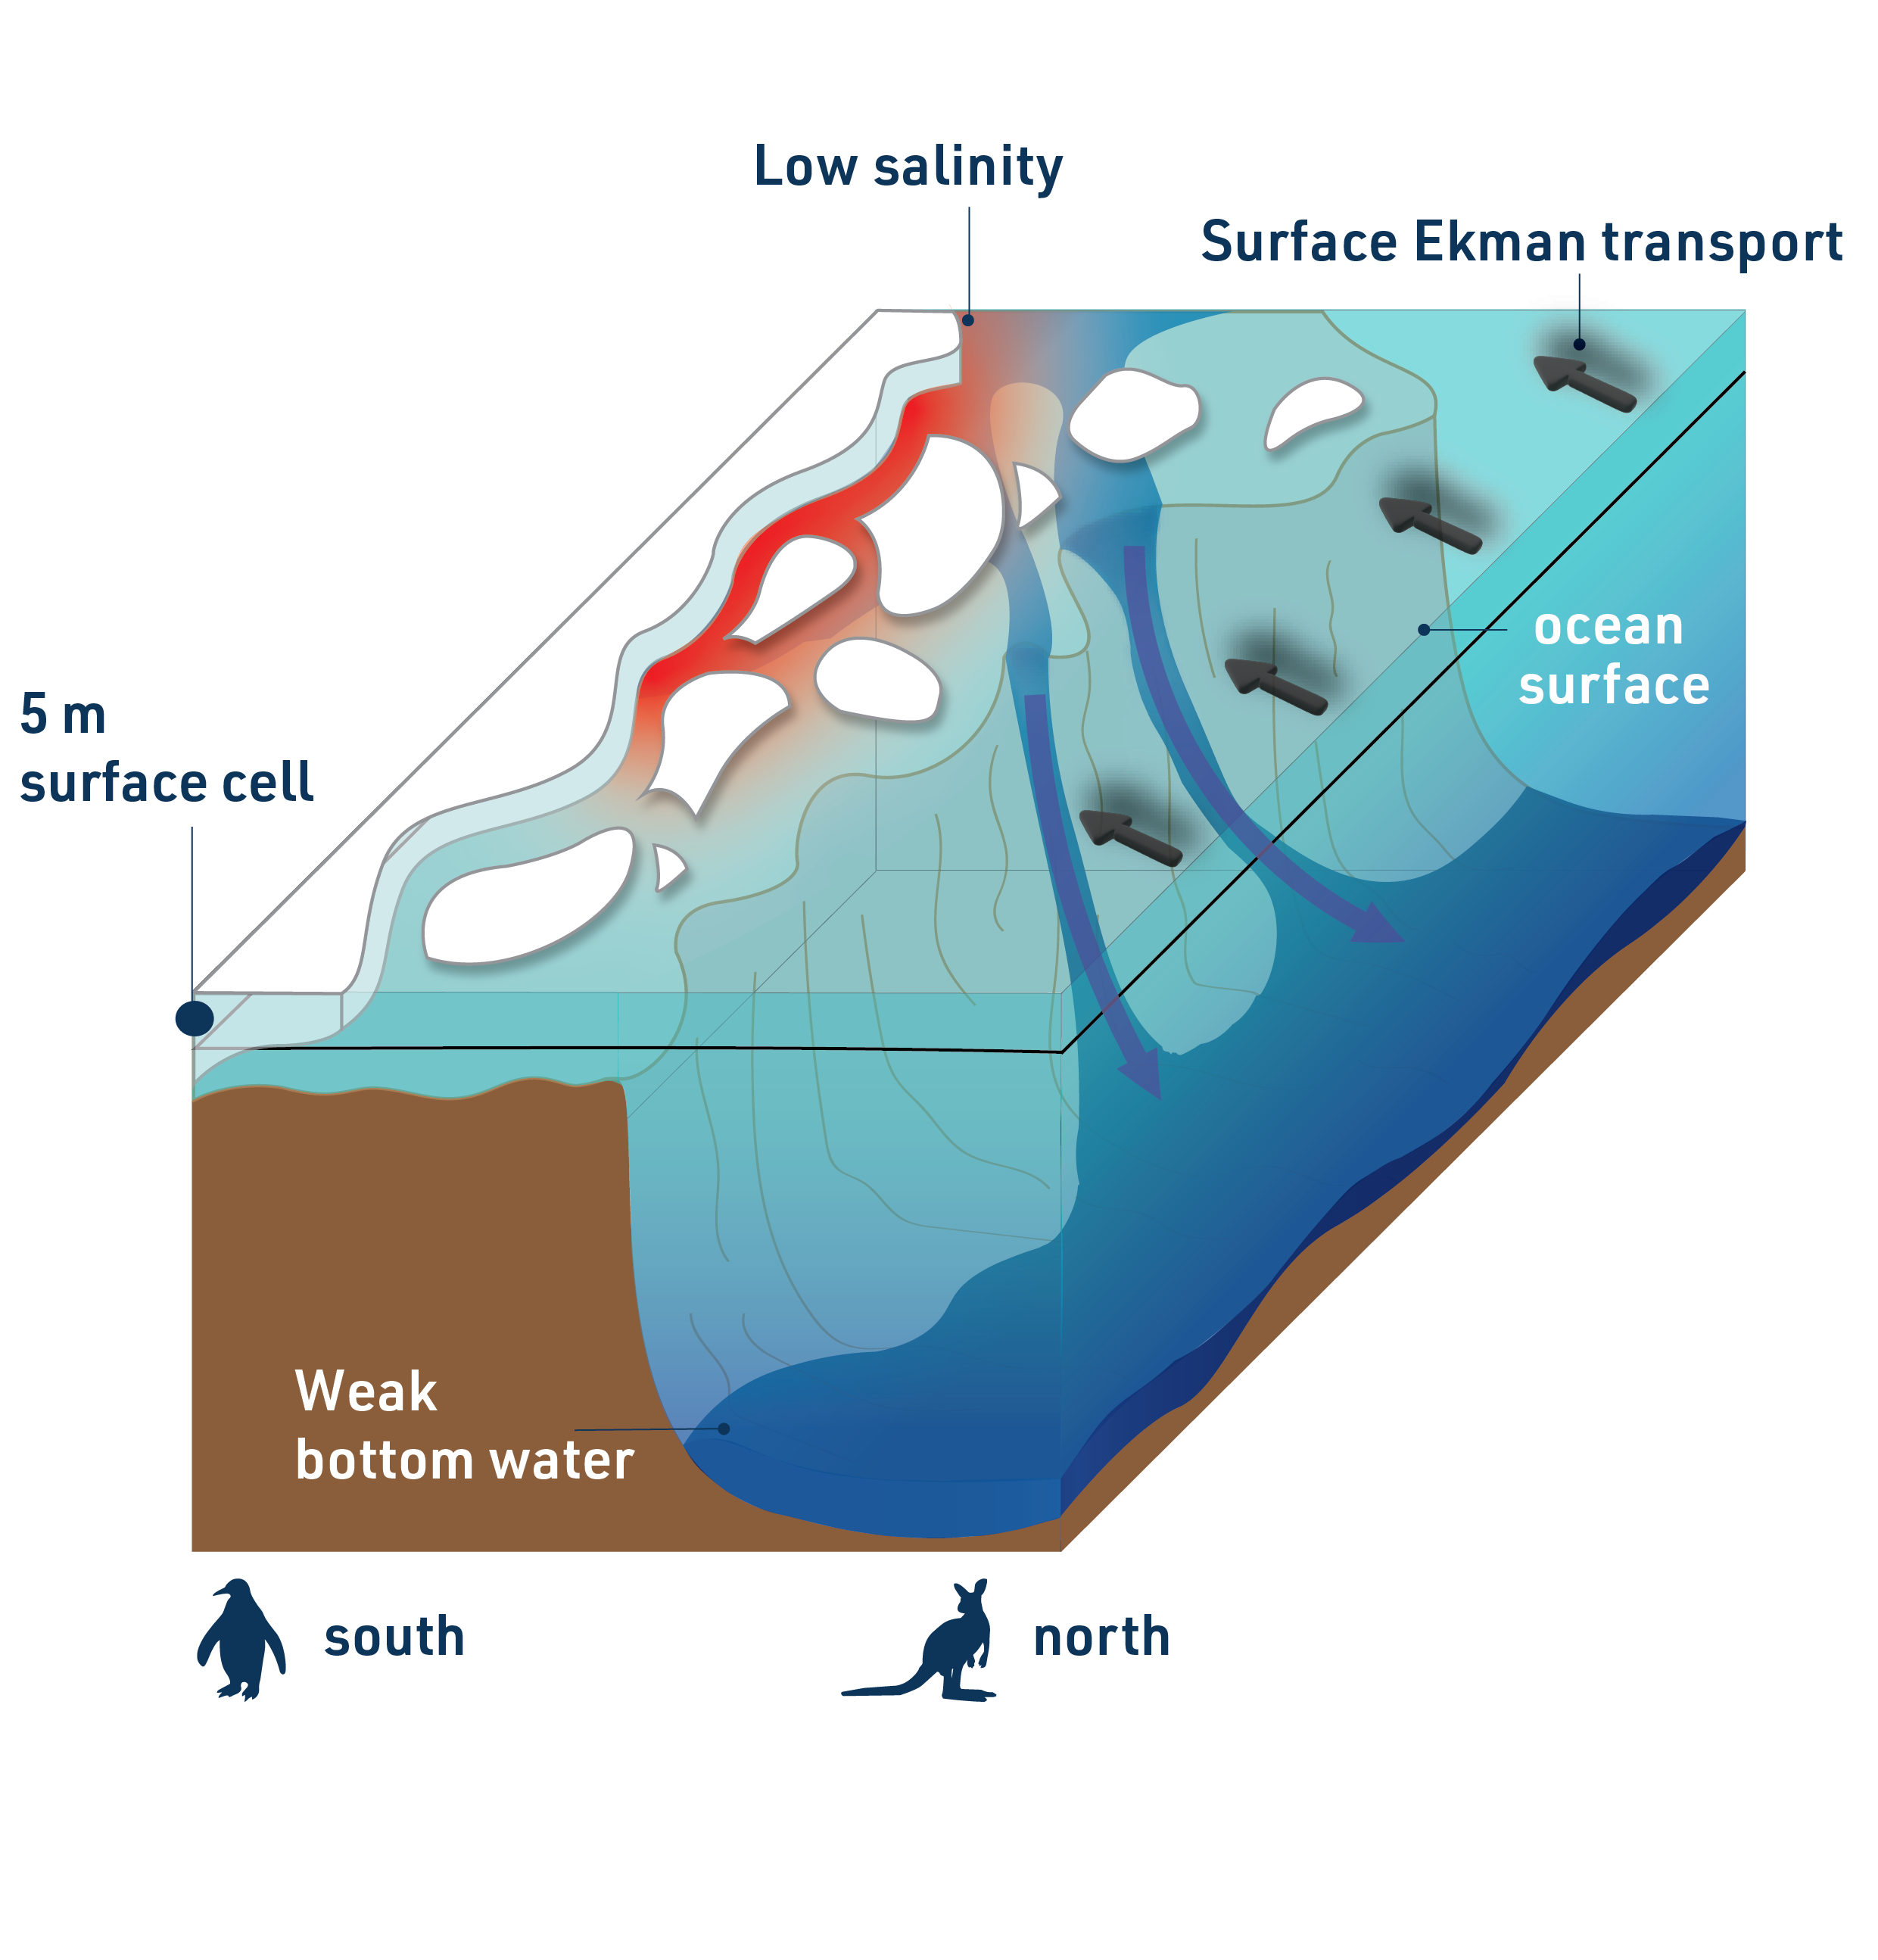 Low salinity
Surface Ekman transport
ocean
surface
5 m
surface cell
Weak
bottom water
south
north